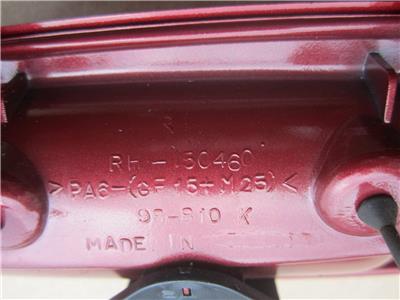 R
RH-150460
>PA6-(GF15+M25)<
98-810 K
MADE IN